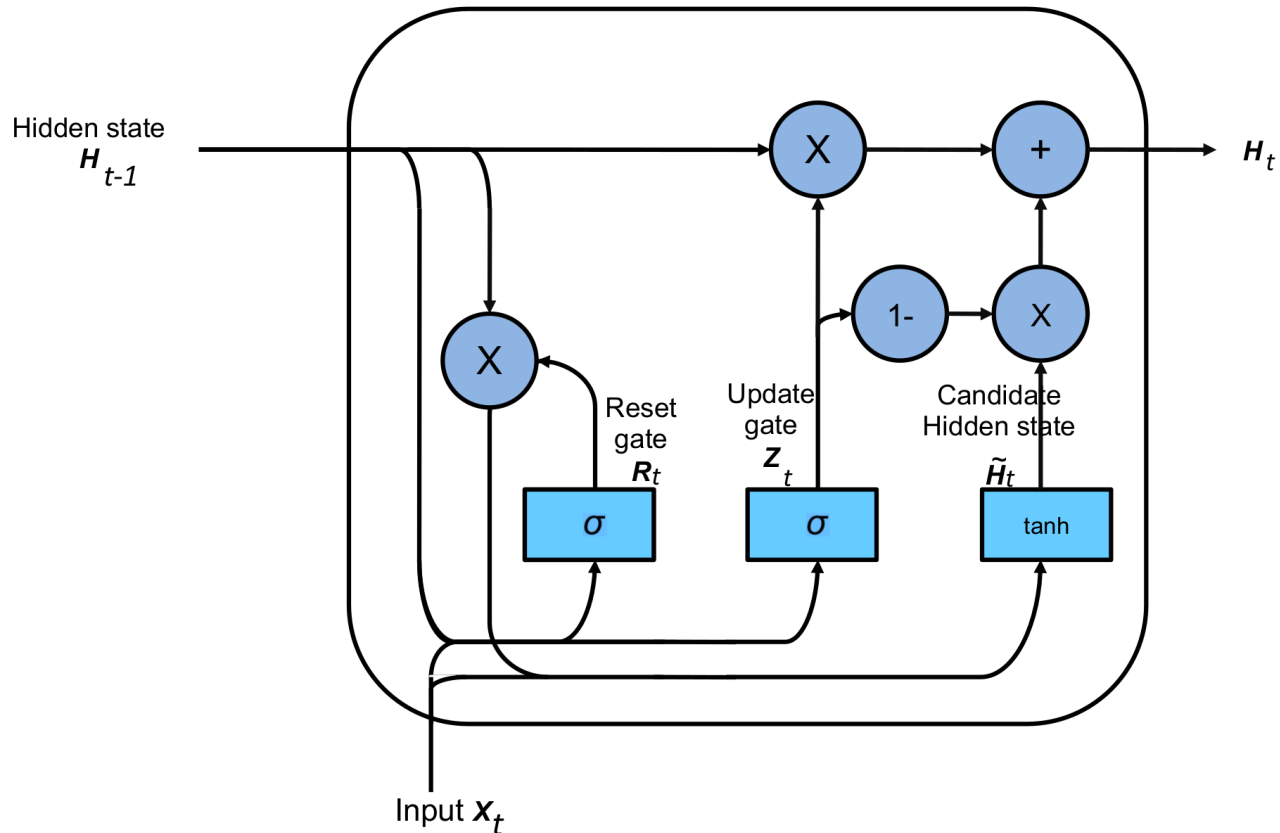 Hidden state
H t-1
X
+
H t
1-
X
X
Reset
gate
R t
Update
gate
Z t
Candidate
Hidden state
H̃ t
σ
σ
tanh
Input X t